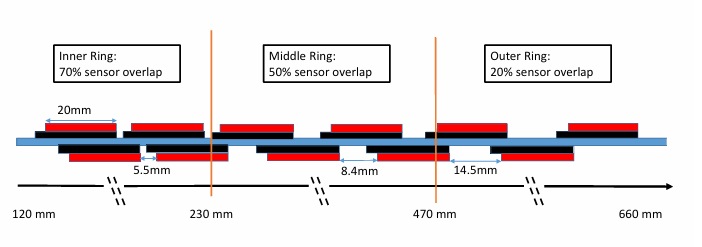 Inner Ring:
70% sensor overlap
Middle Ring:
50% sensor overlap
Outer Ring:
20% sensor overlap
20mm
5.5mm
8.4mm
14.5mm
120 mm
230 mm
470 mm
660 mm